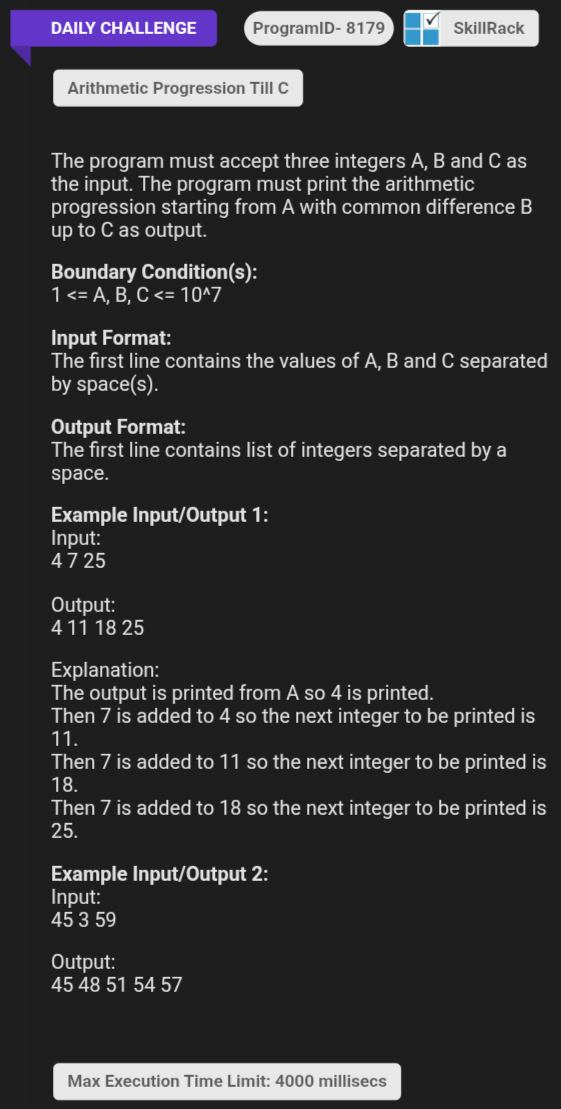 DAILY CHALLENGE
ProgramID- 8179
SkillRack
Arithmetic Progression Till C
The program must accept three integers A, B and C as
the input. The program must print the arithmetic
progression starting from A with common difference B
up to C as output.
Boundary Condition(s):
1 <= A, B, C <= 10^7
Input Format:
The first line contains the values of A, B and C separated
by space(s).
Output Format:
The first line contains list of integers separated by a
space.
Example Input/Output 1:
Input:
4 7 25
Output:
4 11 18 25
Explanation:
The output is printed from A so 4 is printed.
Then 7 is added to 4 so the next integer to be printed is
11.
Then 7 is added to 11 so the next integer to be printed is
18.
Then 7 is added to 18 so the next integer to be printed is
25.
Example Input/Output 2:
Input:
45 3 59
Output:
45 48 51 54 57
Max Execution Time Limit: 4000 millisecs